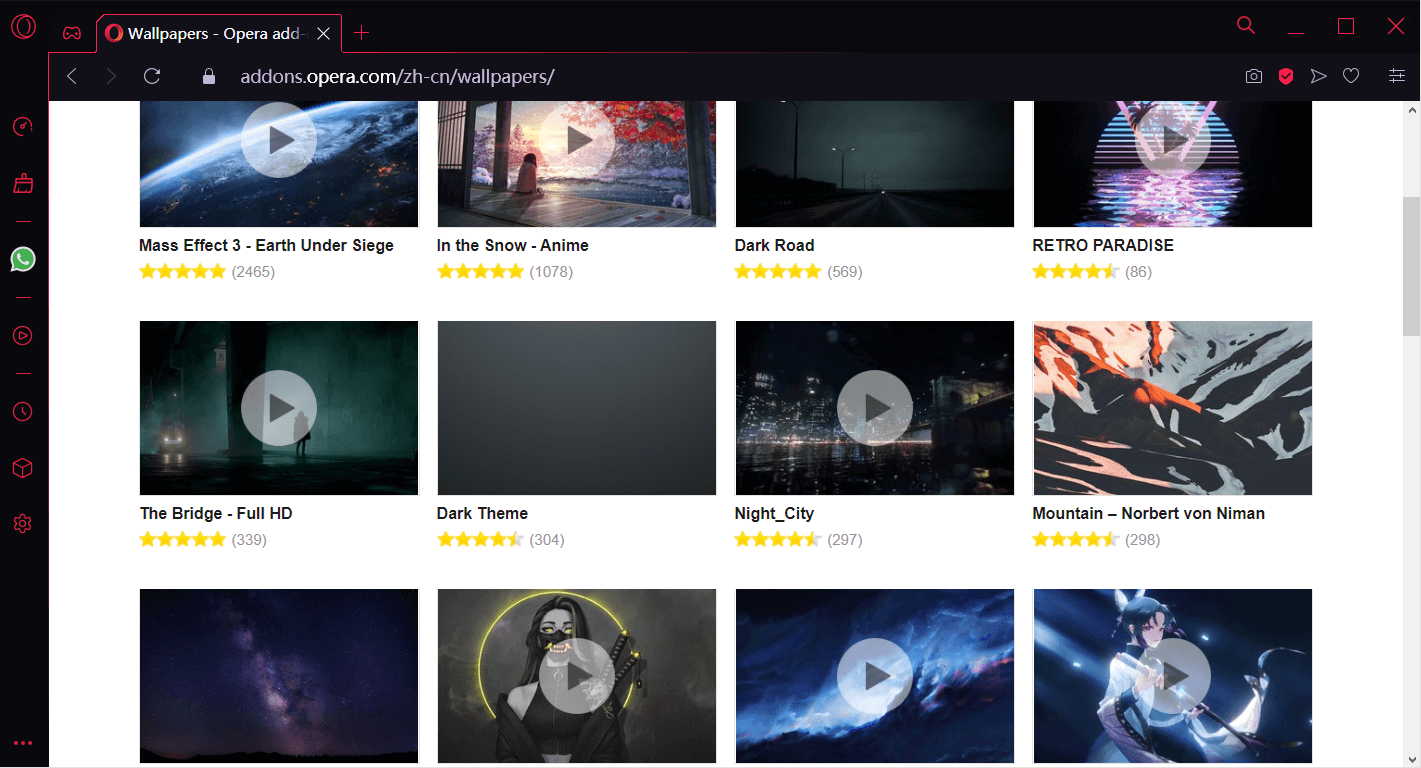 Wallpapers - Opera add-
addons.opera.com/zh-cn/wallpapers/
Mass Effect 3 - Earth Under Siege
(2465)
In the Snow - Anime
(1078)
Dark Road
(569)
RETRO PARADISE
(86)
The Bridge - Full HD
(339)
Dark Theme
(304)
Night_City
(297)
Mountain – Norbert von Niman
(298)